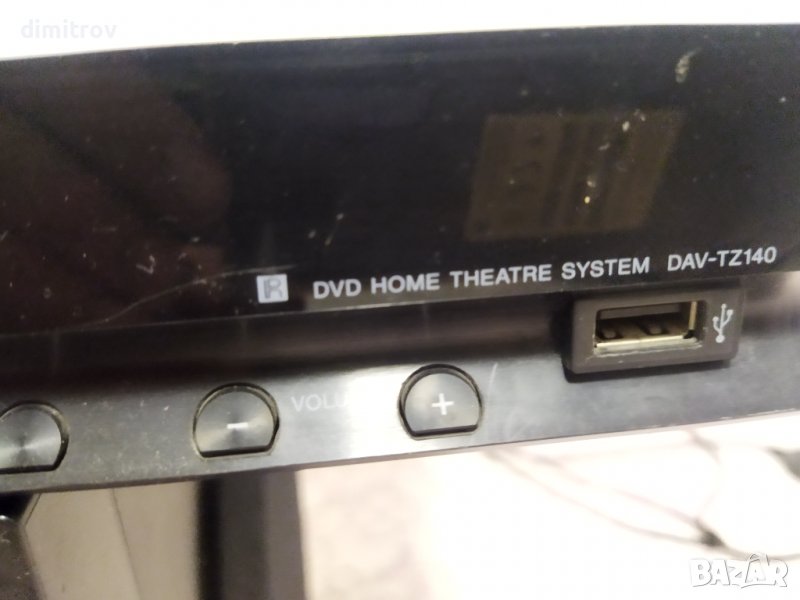 dimitrov
R DVD HOME THEATRE SYSTEM DAV-TZ140
- +
BAZAR